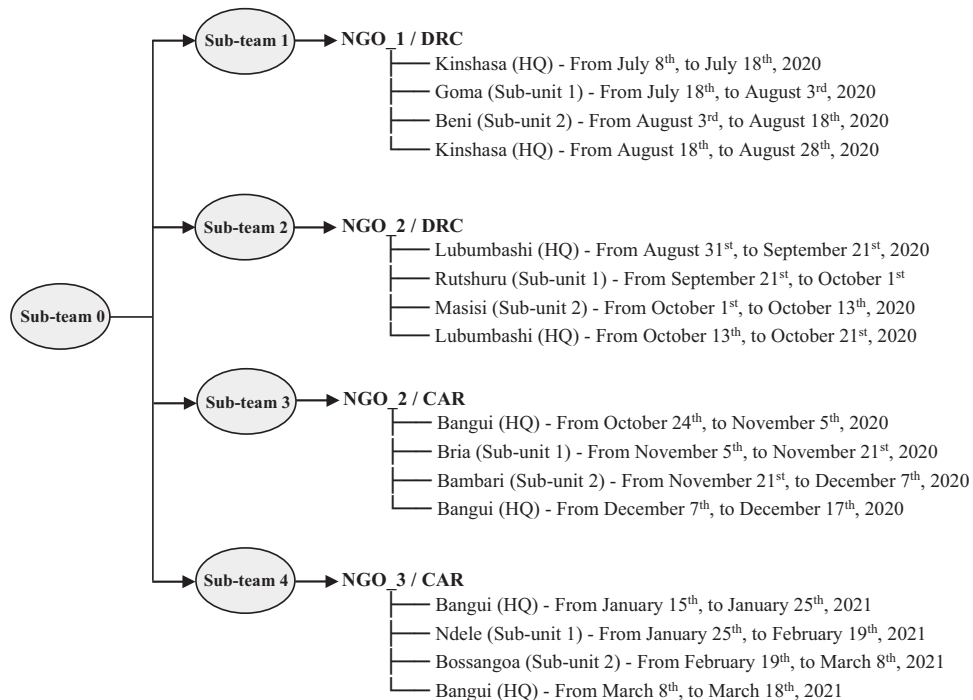 Sub-team 1
NGO_1 / DRC
Kinshasa (HQ) - From July 8th, to July 18th, 2020
Goma (Sub-unit 1) - From July 18th, to August 3rd, 2020
Beni (Sub-unit 2) - From August 3rd, to August 18th, 2020
Kinshasa (HQ) - From August 18th, to August 28th, 2020
Sub-team 2
NGO_2 / DRC
Lubumbashi (HQ) - From August 31st, to September 21st, 2020
Rutshuru (Sub-unit 1) - From September 21st, to October 1st
Masisi (Sub-unit 2) - From October 1st, to October 13th, 2020
Lubumbashi (HQ) - From October 13th, to October 21st, 2020
Sub-team 0
Sub-team 3
NGO_2 / CAR
Bangui (HQ) - From October 24th, to November 5th, 2020
Bria (Sub-unit 1) - From November 5th, to November 21st, 2020
Bambari (Sub-unit 2) - From November 21st, to December 7th, 2020
Bangui (HQ) - From December 7th, to December 17th, 2020
Sub-team 4
NGO_3 / CAR
Bangui (HQ) - From January 15th, to January 25th, 2021
Ndele (Sub-unit 1) - From January 25th, to February 19th, 2021
Bossangoa (Sub-unit 2) - From February 19th, to March 8th, 2021
Bangui (HQ) - From March 8th, to March 18th, 2021